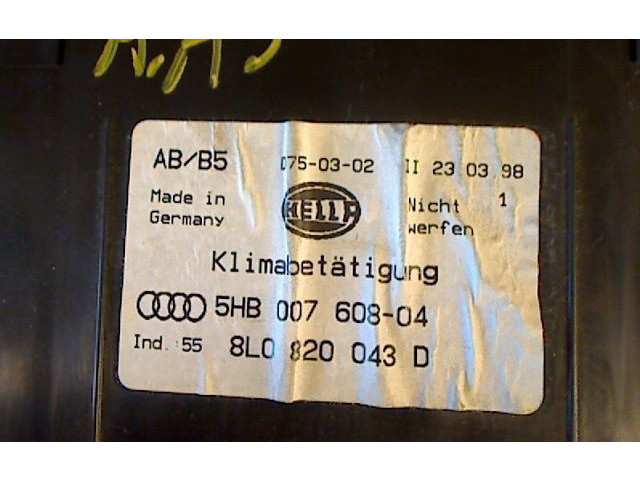 AB/B5 075-03-02 II 23 03.98
Made in Germany
HELLA
Nicht 1
werfen
Klimabetätigung
5HB 007 608-04
Ind. 55 8L0 820 043 D